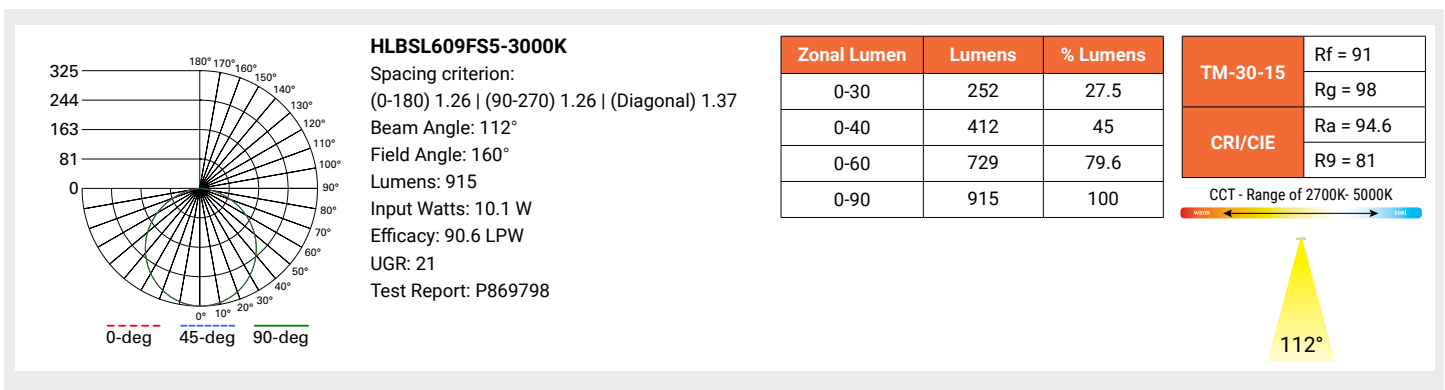 325
244
163
81
0
180°
170°
160°
150°
140°
130°
120°
110°
100°
90°
80°
70°
60°
50°
40°
30°
20°
10°
0°
0-deg 45-deg 90-deg
HLBSL609FS5-3000K
Spacing criterion:
(0-180) 1.26 | (90-270) 1.26 | (Diagonal) 1.37
Beam Angle: 112°
Field Angle: 160°
Lumens: 915
Input Watts: 10.1 W
Efficacy: 90.6 LPW
UGR: 21
Test Report: P869798
Zonal Lumen Lumens % Lumens
0-30 252 27.5
0-40 412 45
0-60 729 79.6
0-90 915 100
TM-30-15
Rf = 91
Rg = 98
CRI/CIE
Ra = 94.6
R9 = 81
CCT - Range of 2700K- 5000K
warm cool
112°